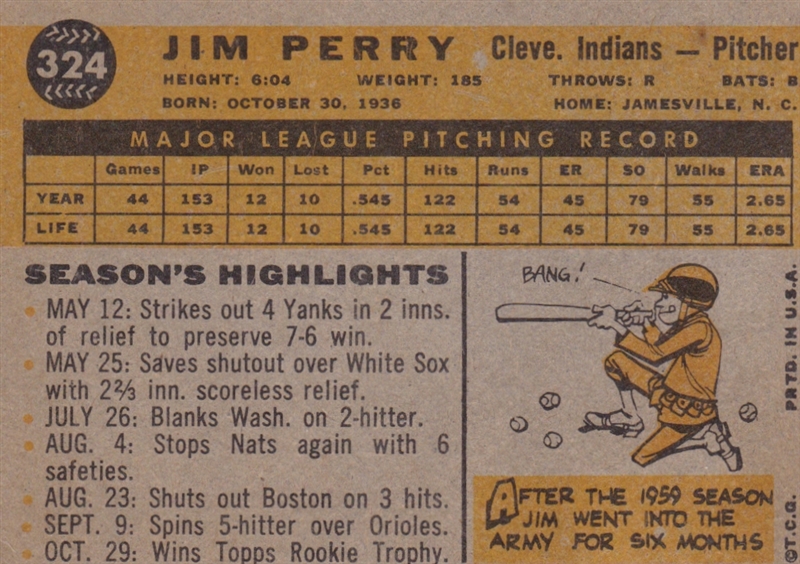 324
JIM PERRY Cleve. Indians — Pitcher
HEIGHT: 6:04 WEIGHT: 185 THROWS: R BATS: B
BORN: OCTOBER 30, 1936 HOME: JAMESVILLE, N. C.
MAJOR LEAGUE PITCHING RECORD
Games IP Won Lost Pct Hits Runs ER SO Walks ERA
YEAR 44 153 12 10 .545 122 54 45 79 55 2.65
LIFE 44 153 12 10 .545 122 54 45 79 55 2.65
SEASON'S HIGHLIGHTS
• MAY 12: Strikes out 4 Yanks in 2 inns.
of relief to preserve 7-6 win.
• MAY 25: Saves shutout over White Sox
with 2⅔ inn. scoreless relief.
• JULY 26: Blanks Wash. on 2-hitter.
• AUG. 4: Stops Nats again with 6
safeties.
• AUG. 23: Shuts out Boston on 3 hits.
• SEPT. 9: Spins 5-hitter over Orioles.
• OCT. 29: Wins Topps Rookie Trophy.
BANG!
AFTER THE 1959 SEASON
JIM WENT INTO THE
ARMY FOR SIX MONTHS
©T.C.G. PRTD. IN U.S.A.